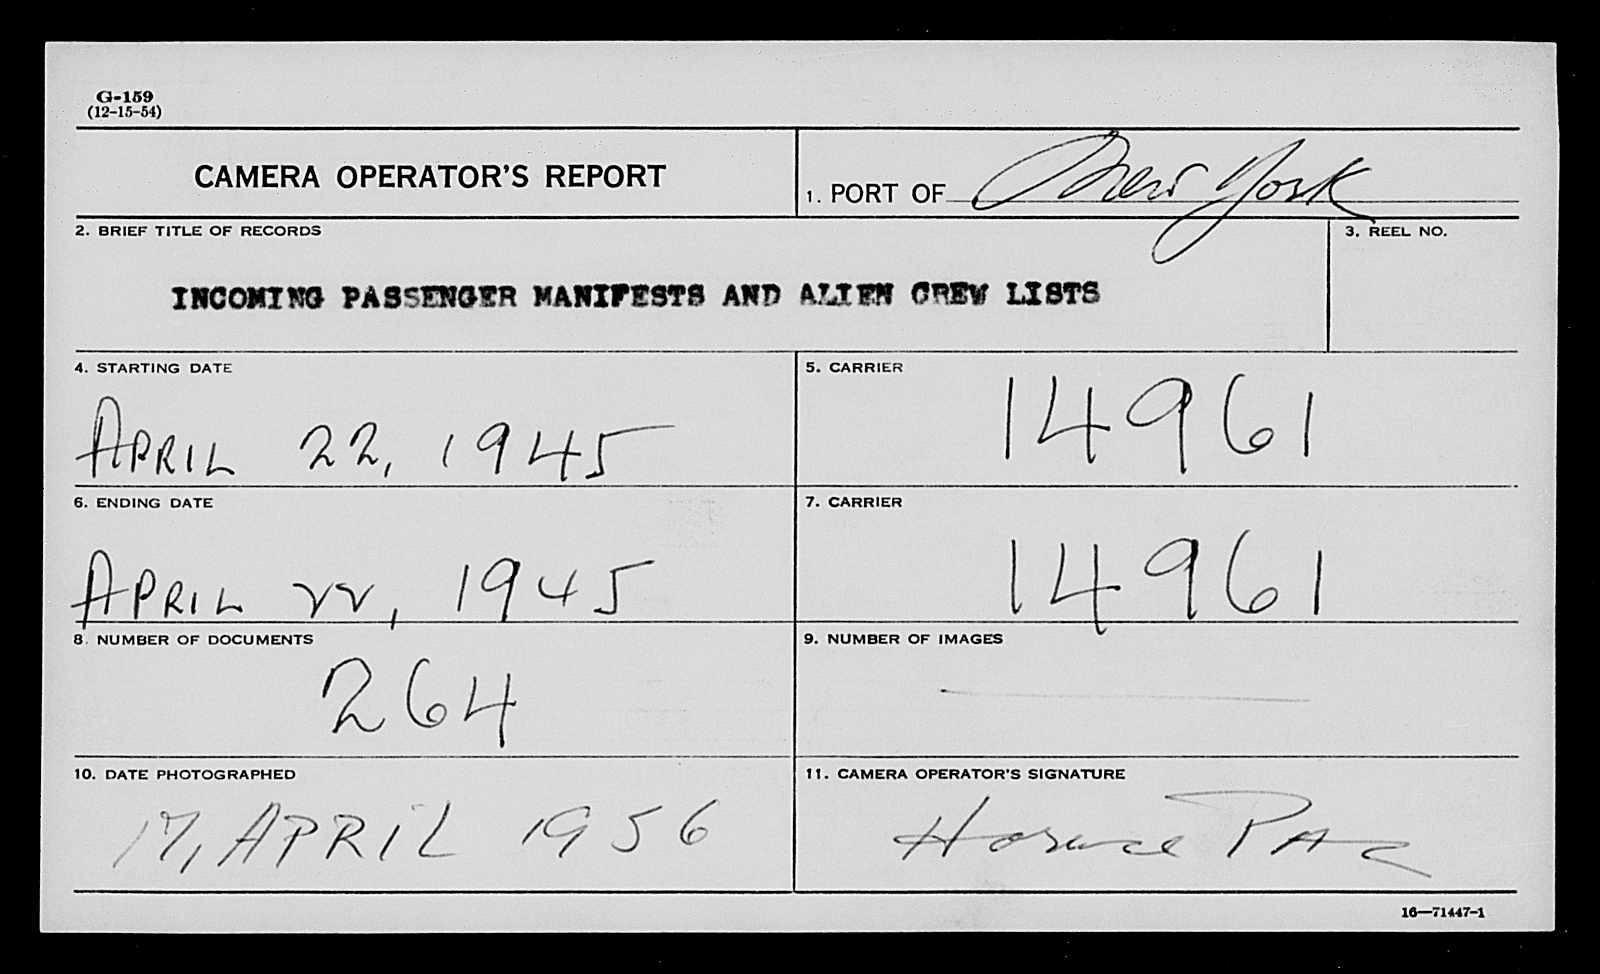 G-159
(12-15-54)
CAMERA OPERATOR'S REPORT
1. PORT OF New York
2. BRIEF TITLE OF RECORDS
3. REEL NO.
INCOMING PASSENGER MANIFESTS AND ALIEN CREW LISTS
4. STARTING DATE
5. CARRIER
APRIL 22, 1945
14961
6. ENDING DATE
7. CARRIER
APRIL 22, 1945
14961
8. NUMBER OF DOCUMENTS
9. NUMBER OF IMAGES
264
10. DATE PHOTOGRAPHED
11. CAMERA OPERATOR'S SIGNATURE
17, APRIL 1956
Horace
16—71447-1